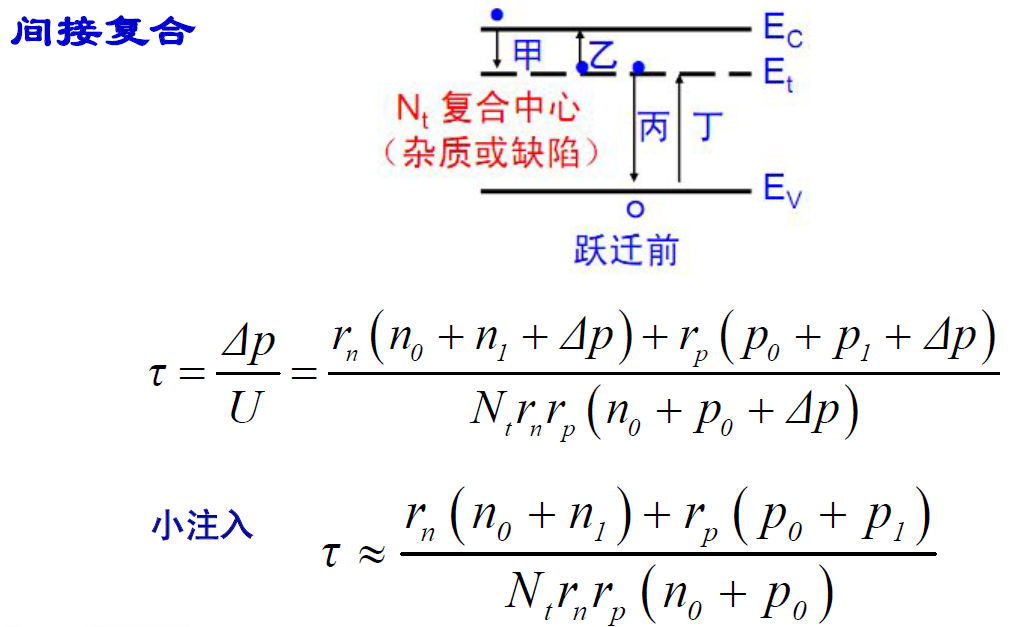 间接复合
E_C
甲 乙
E_t
N_t 复合中心
（杂质或缺陷）
丙 丁
E_V
跃迁前
τ = Δp / U = [r_n (n_0 + n_1 + Δp) + r_p (p_0 + p_1 + Δp)] / [N_t r_n r_p (n_0 + p_0 + Δp)]
小注入
τ ≈ [r_n (n_0 + n_1) + r_p (p_0 + p_1)] / [N_t r_n r_p (n_0 + p_0)]